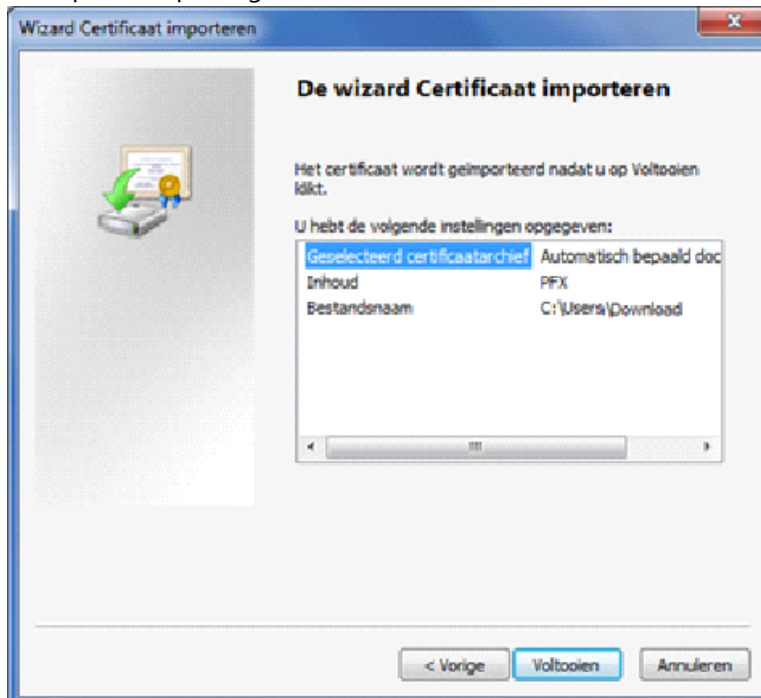 Wizard Certificaat importeren
De wizard Certificaat importeren
Het certificaat wordt geïmporteerd nadat u op Voltooien
klikt.
U hebt de volgende instellingen opgegeven:
Geselecteerd certificaatarchief Automatisch bepaald doc
Inhoud PFX
Bestandsnaam C:\Users\Download
< Vorige Voltooien Annuleren